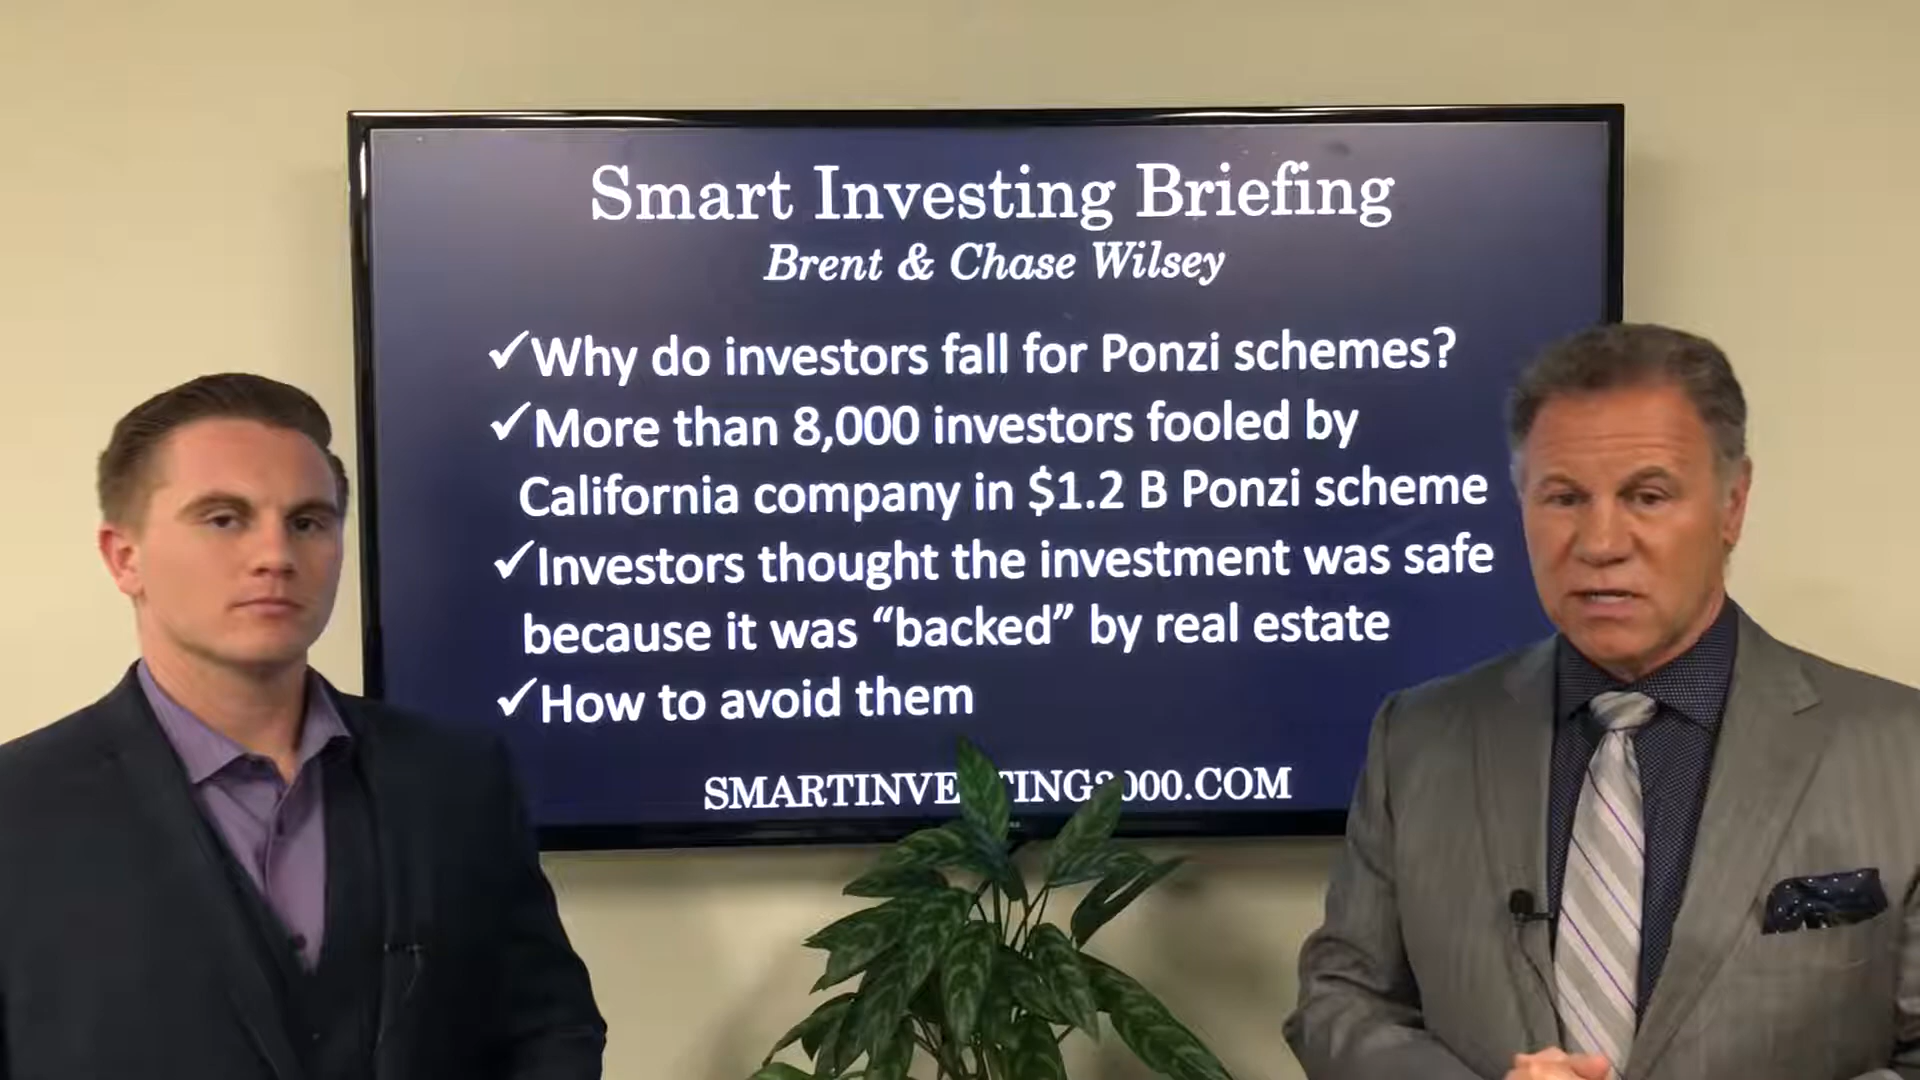 Smart Investing Briefing
Brent & Chase Wilsey
✓Why do investors fall for Ponzi schemes?
✓More than 8,000 investors fooled by
California company in $1.2 B Ponzi scheme
✓Investors thought the investment was safe
because it was “backed” by real estate
✓How to avoid them
SMARTINVESTING2000.COM